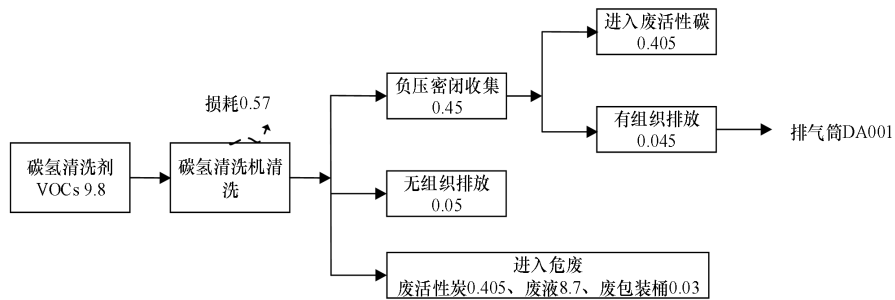 进入废活性碳
0.405
负压密闭收集
0.45
损耗0.57
有组织排放
0.045
排气筒DA001
碳氢清洗剂
VOCs 9.8
碳氢清洗机清
洗
无组织排放
0.05
进入危废
废活性炭0.405、废液8.7、废包装桶0.03